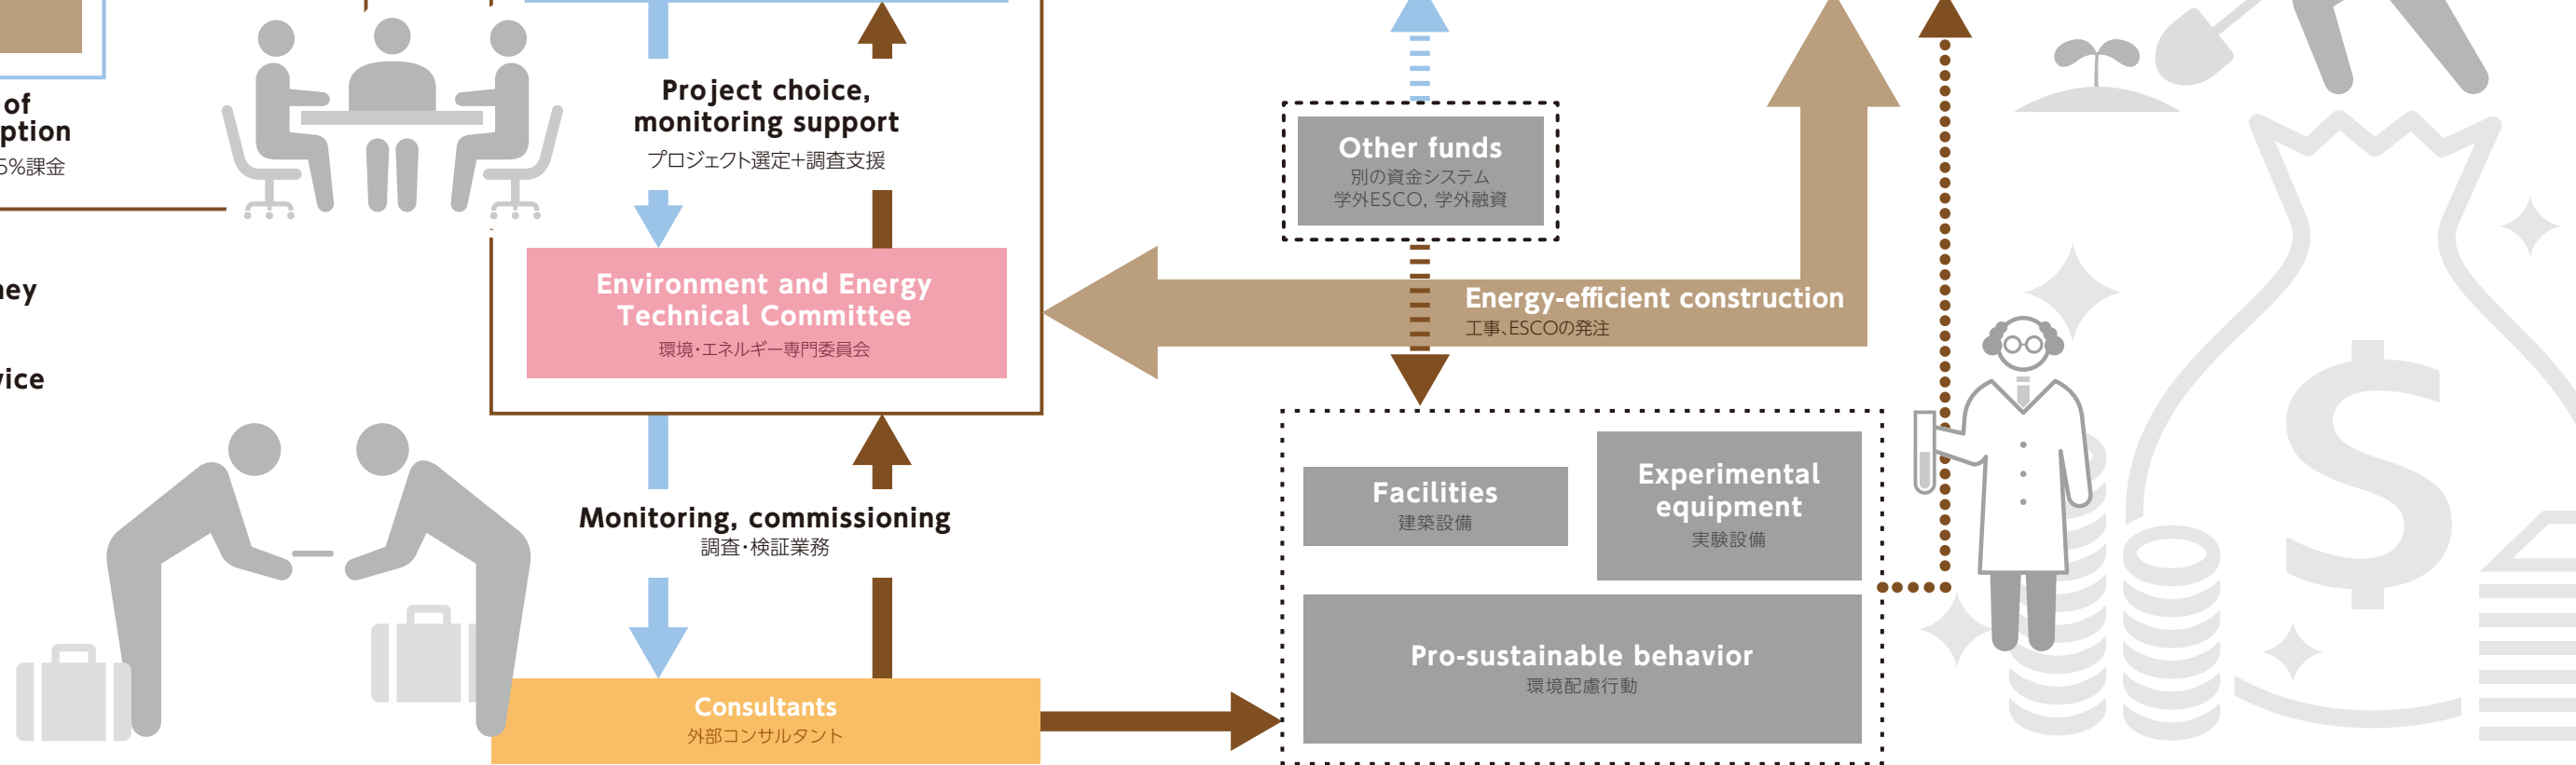 of
ption
5%課金
ney
vice
Project choice,
monitoring support
プロジェクト選定+調査支援
Environment and Energy
Technical Committee
環境・エネルギー専門委員会
Monitoring, commissioning
調査・検証業務
Consultants
外部コンサルタント
Other funds
別の資金システム
学外ESCO, 学外融資
Energy-efficient construction
工事、ESCOの発注
Facilities
建築設備
Experimental
equipment
実験設備
Pro-sustainable behavior
環境配慮行動
$